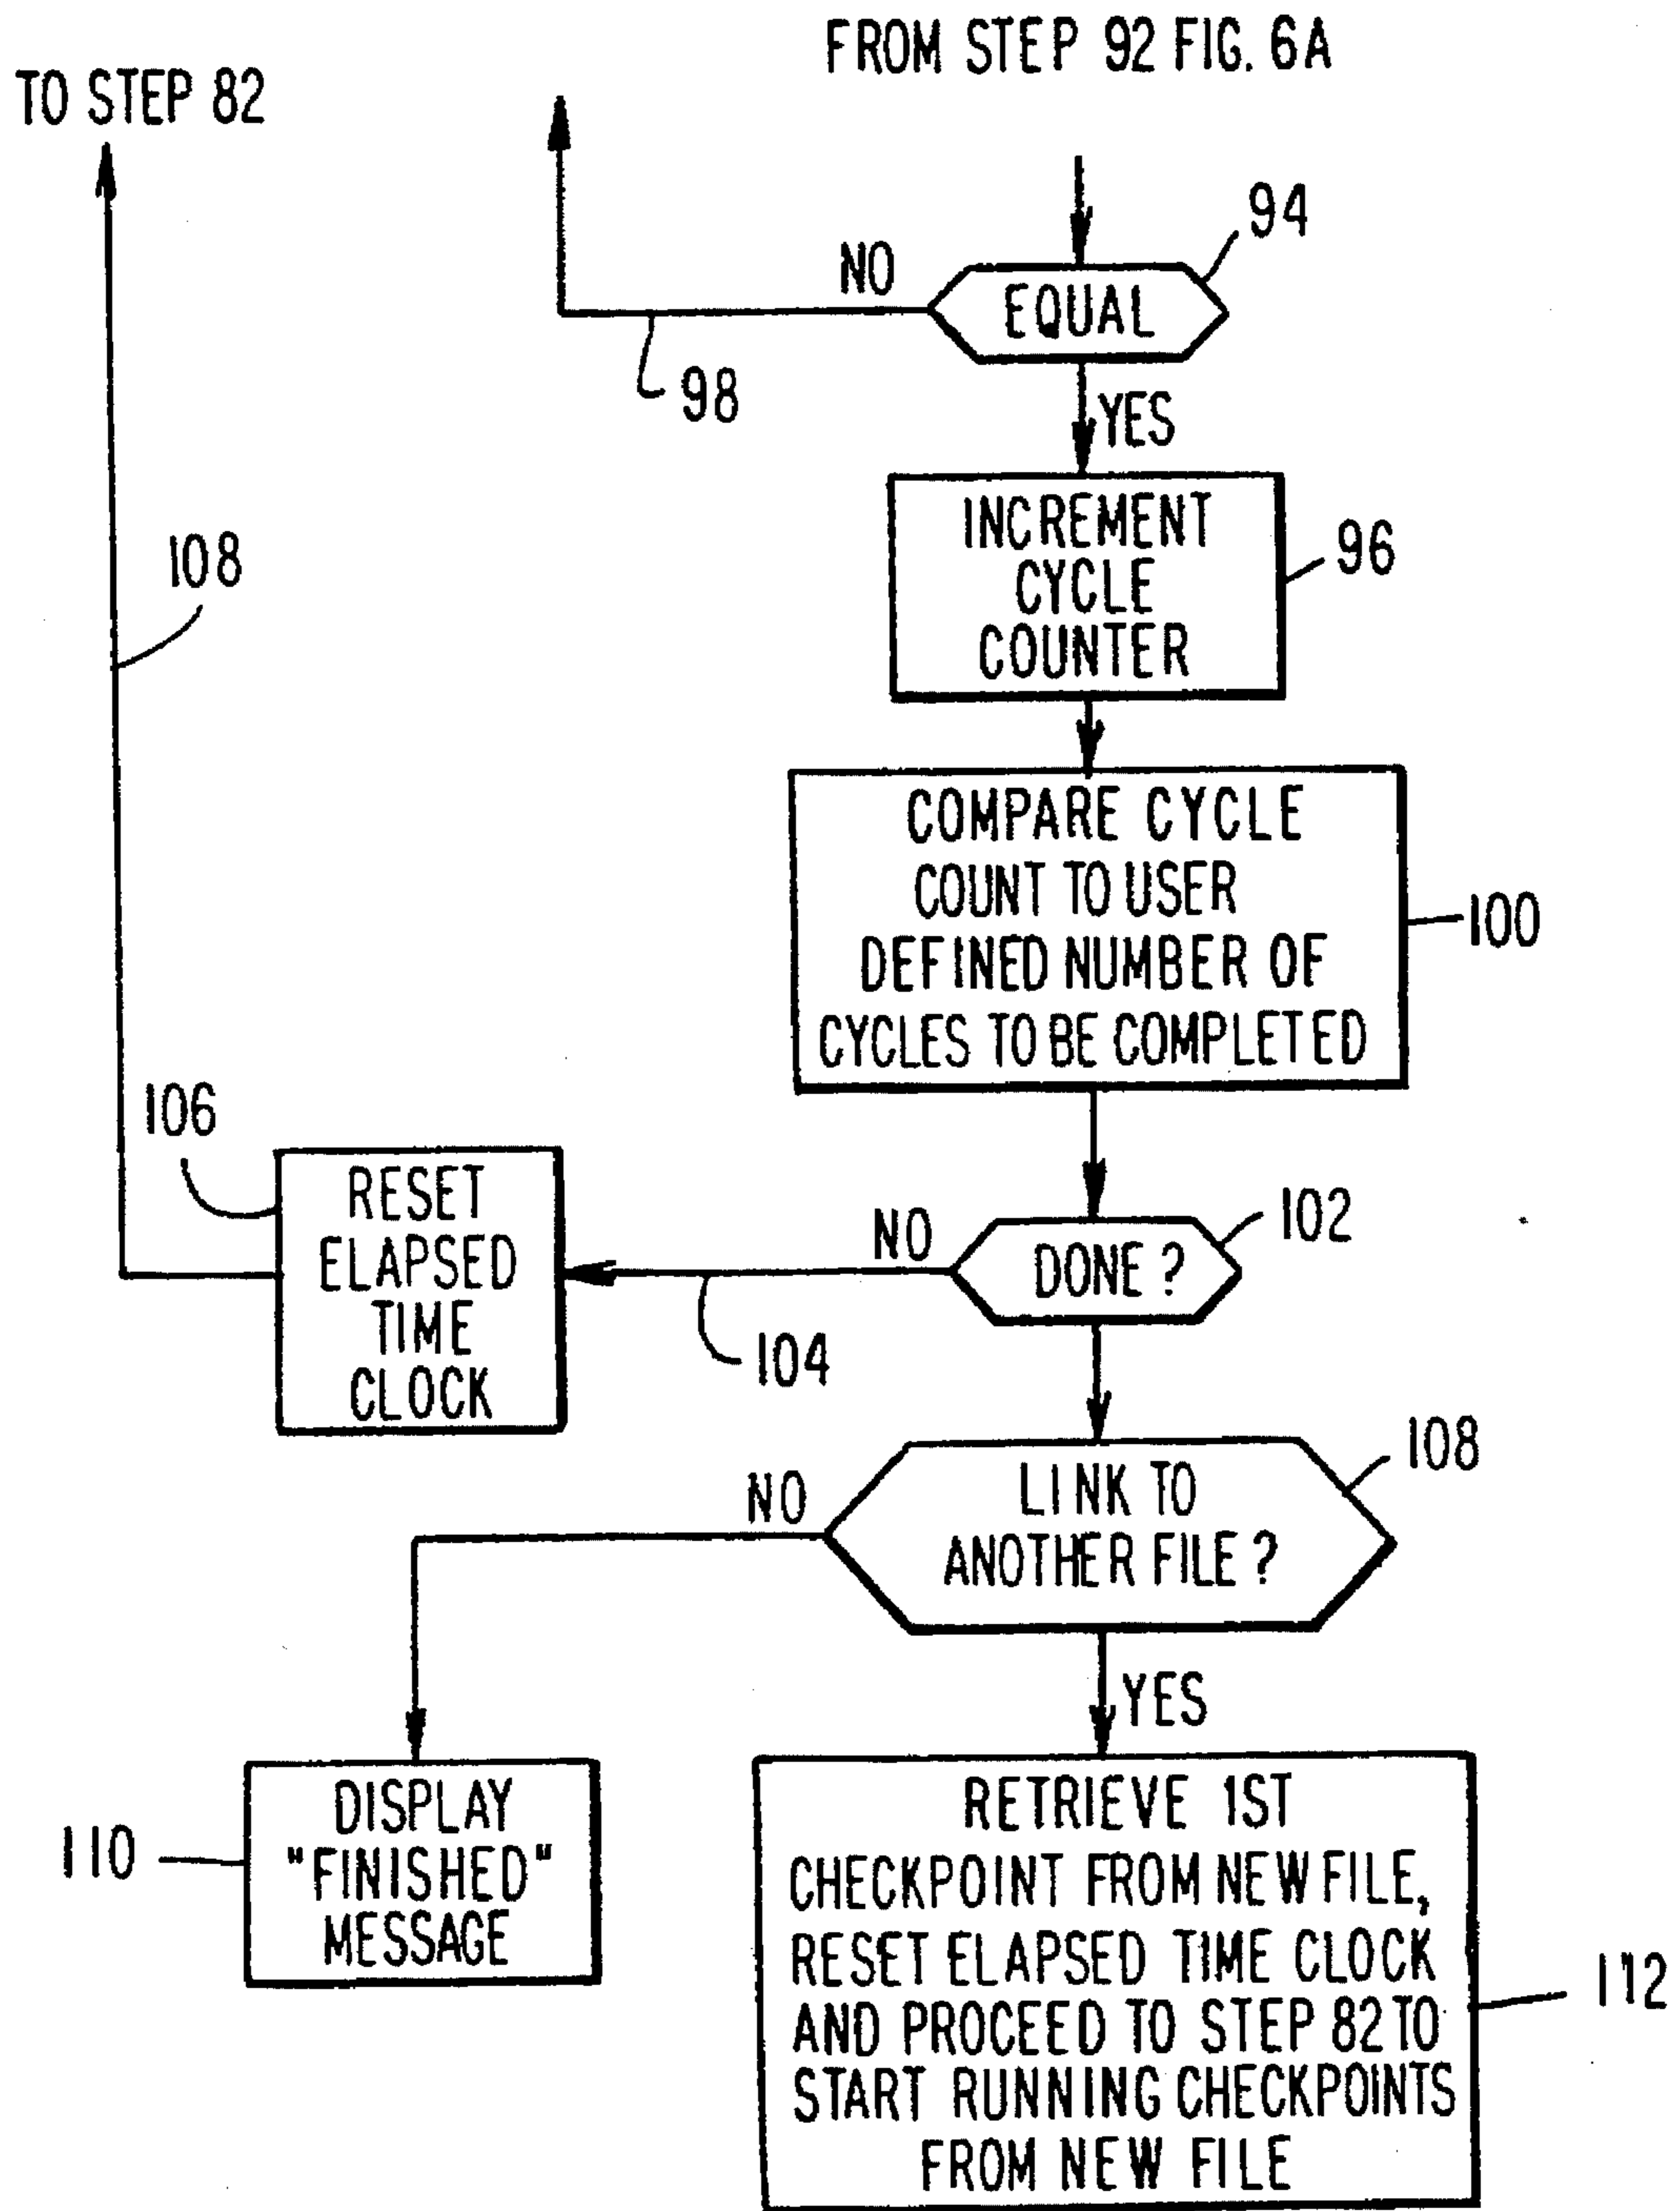 FROM STEP 92 FIG. 6A
TO STEP 82
94
NO
EQUAL
98
YES
INCREMENT
CYCLE
COUNTER
96
108
COMPARE CYCLE
COUNT TO USER
DEFINED NUMBER OF
CYCLES TO BE COMPLETED
100
106
RESET
ELAPSED
TIME
CLOCK
NO
104
DONE ?
102
108
NO
LINK TO
ANOTHER FILE ?
YES
110
DISPLAY
"FINISHED"
MESSAGE
RETRIEVE 1ST
CHECKPOINT FROM NEW FILE,
RESET ELAPSED TIME CLOCK
AND PROCEED TO STEP 82 TO
START RUNNING CHECKPOINTS
FROM NEW FILE
112